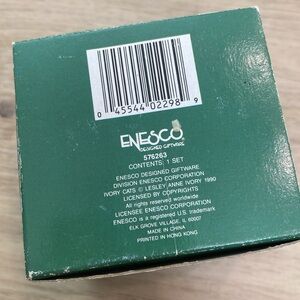 0 45544 02298 9
ENESCO
DESIGNED GIFTWARE
576263
CONTENTS, 1 SET
ENESCO DESIGNED GIFTWARE
DIVISION ENESCO CORPORATION
IVORY CATS © LESLEY ANNE IVORY 1990
LICENSED BY COPYRIGHTS
All rights reserved worldwide
LICENSEE ENESCO CORPORATION
ENESCO is a registered U.S. trademark
ELK GROVE VILLAGE, IL 60007
MADE IN CHINA
PRINTED IN HONG KONG